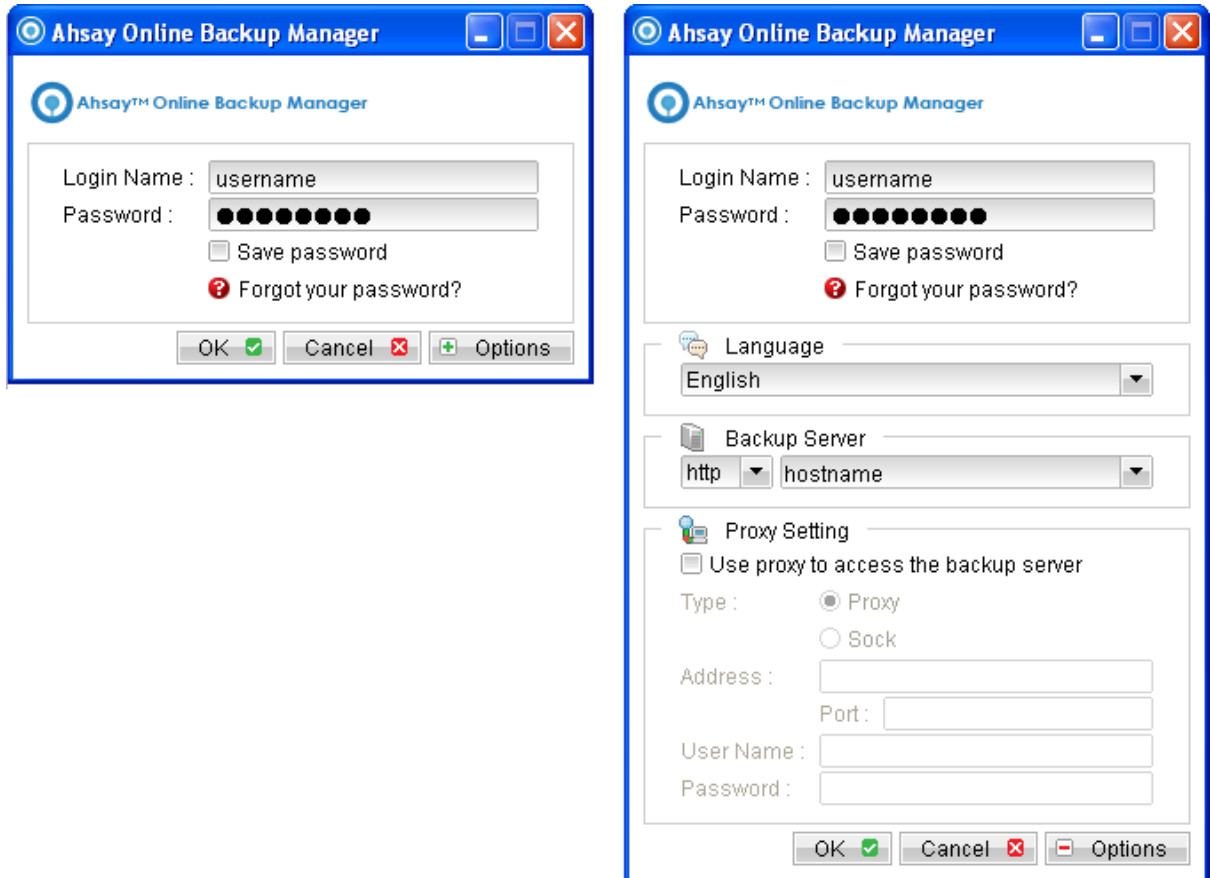 Ahsay Online Backup Manager
Ahsay™ Online Backup Manager
Login Name : username
Password : ●●●●●●●●
Save password
Forgot your password?
OK Cancel Options
Ahsay Online Backup Manager
Ahsay™ Online Backup Manager
Login Name : username
Password : ●●●●●●●●
Save password
Forgot your password?
Language
English
Backup Server
http hostname
Proxy Setting
Use proxy to access the backup server
Type : Proxy
Sock
Address :
Port :
User Name :
Password :
OK Cancel Options